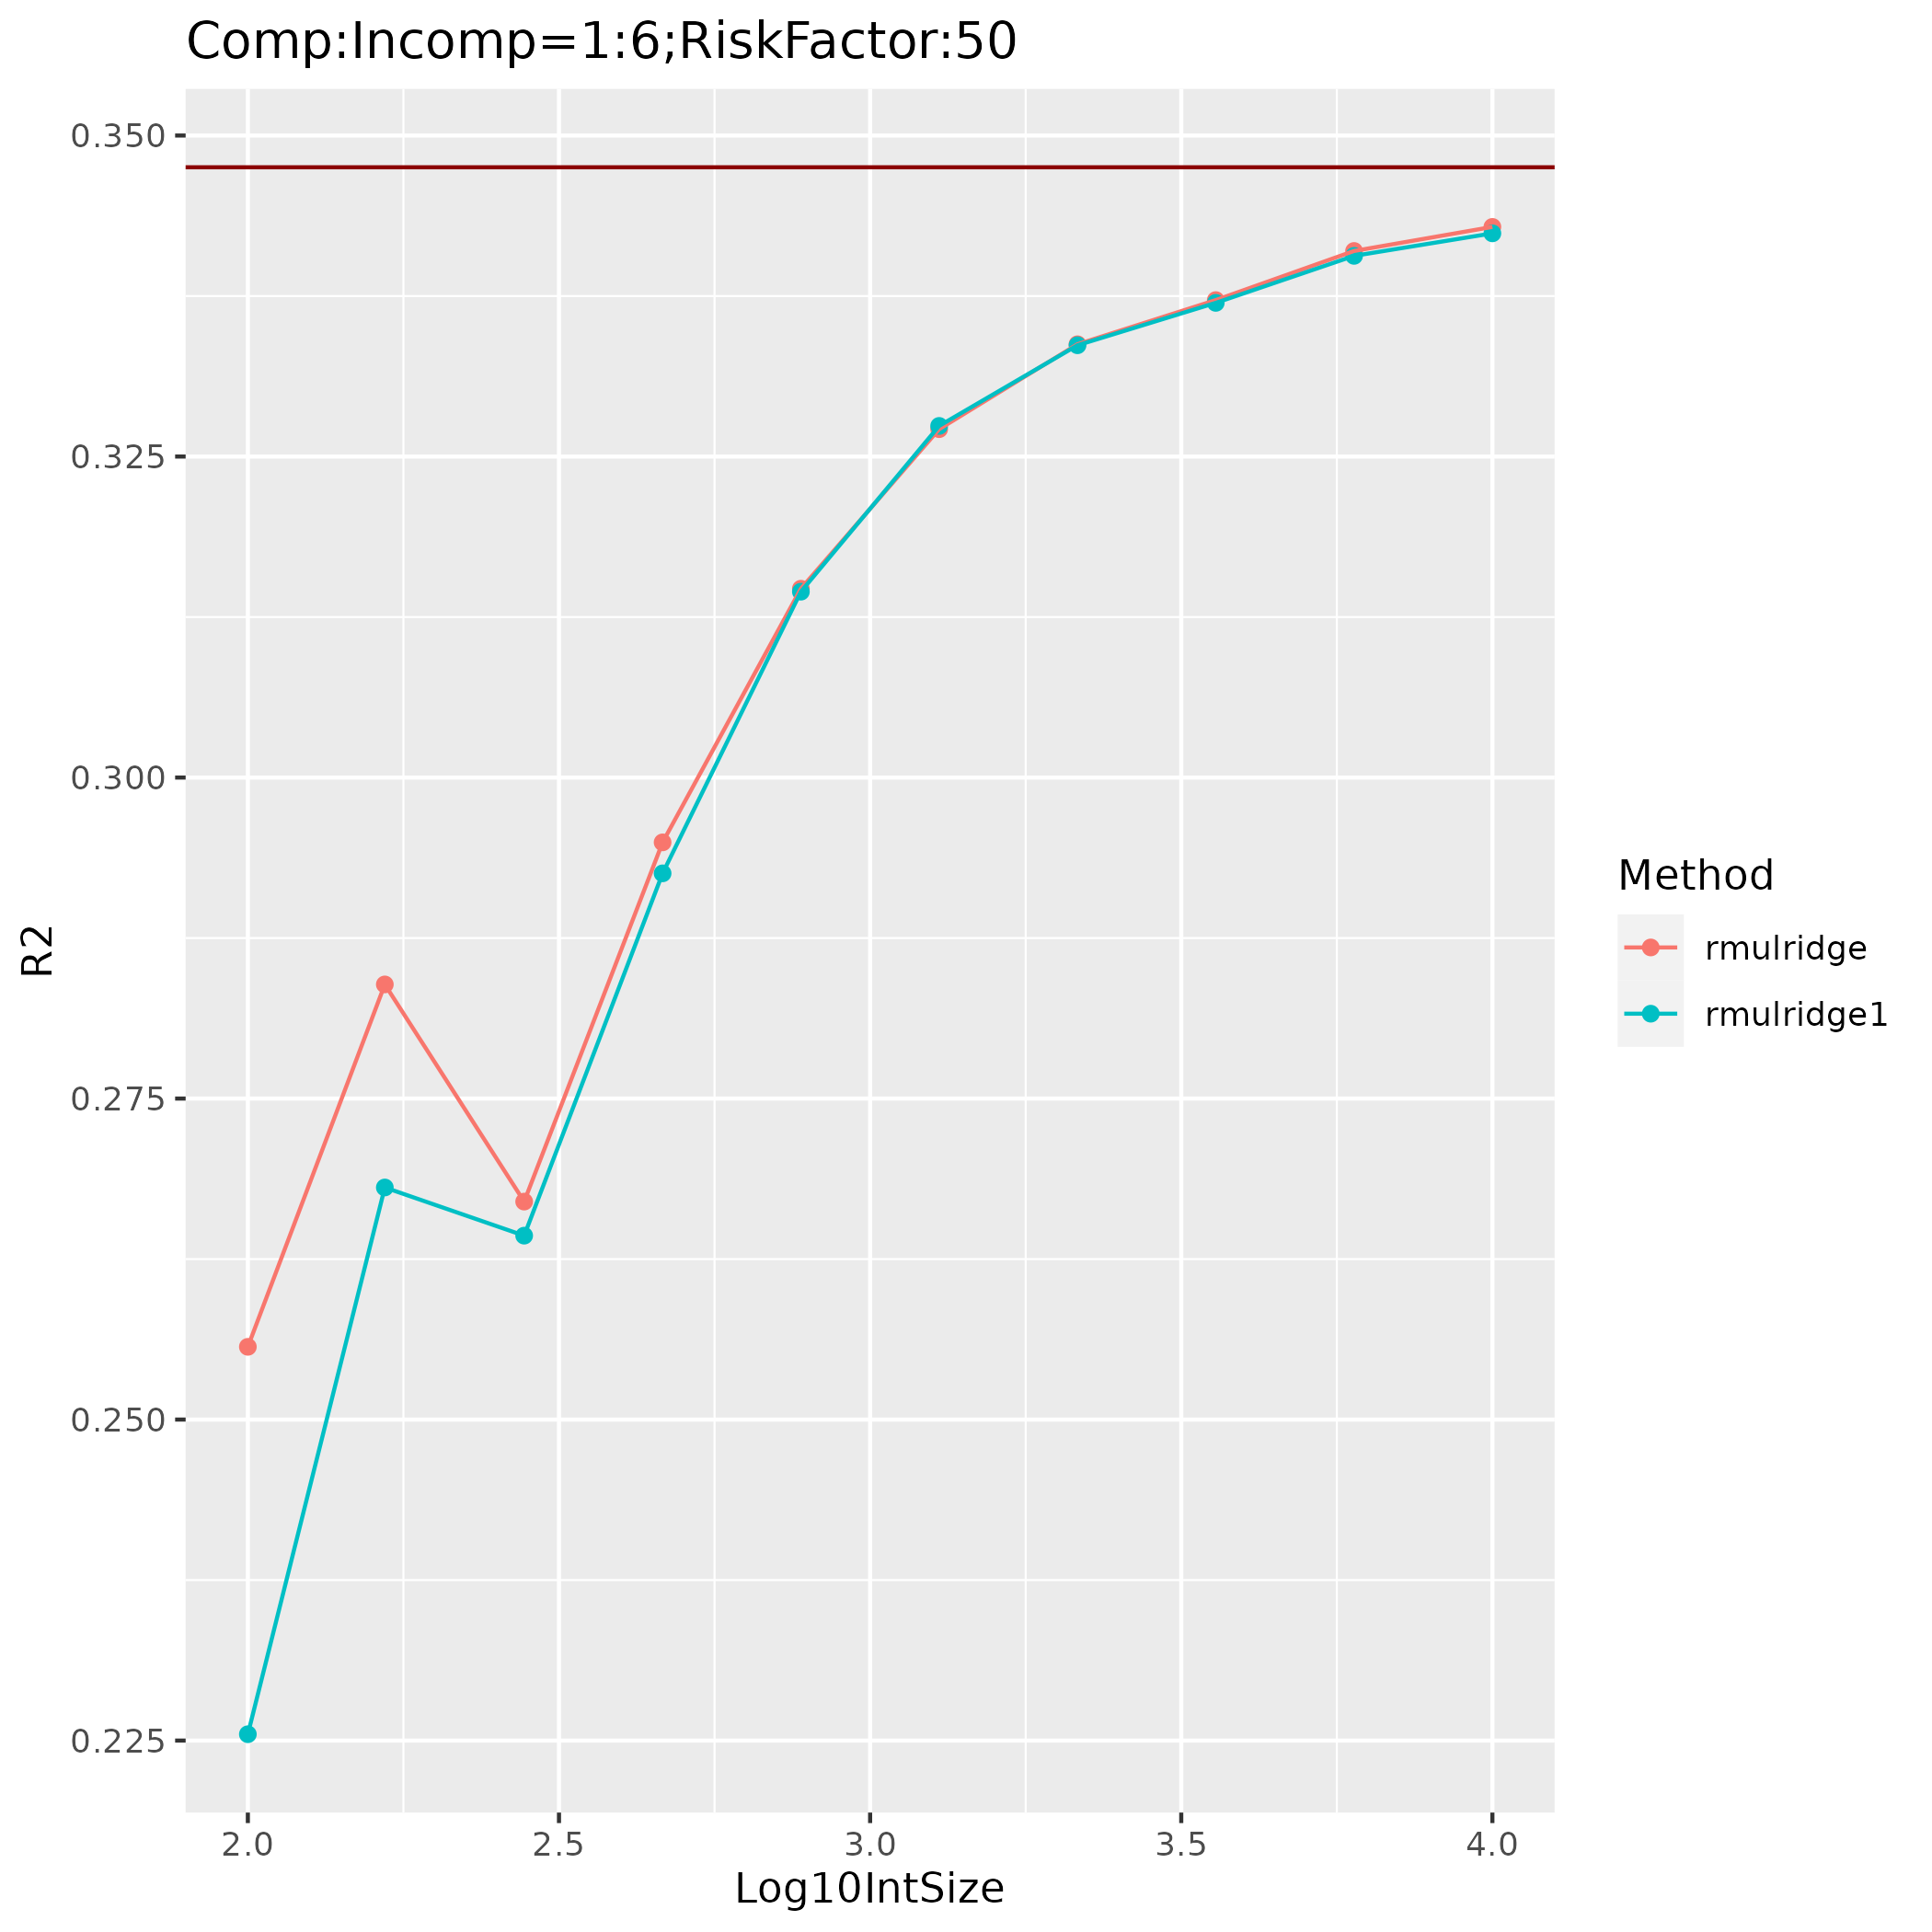 Comp:Incomp=1:6;RiskFactor:50
0.350
0.325
0.300
0.275
0.250
0.225
R2
2.0 2.5 3.0 3.5 4.0
Log10IntSize
Method
rmulridge
rmulridge1